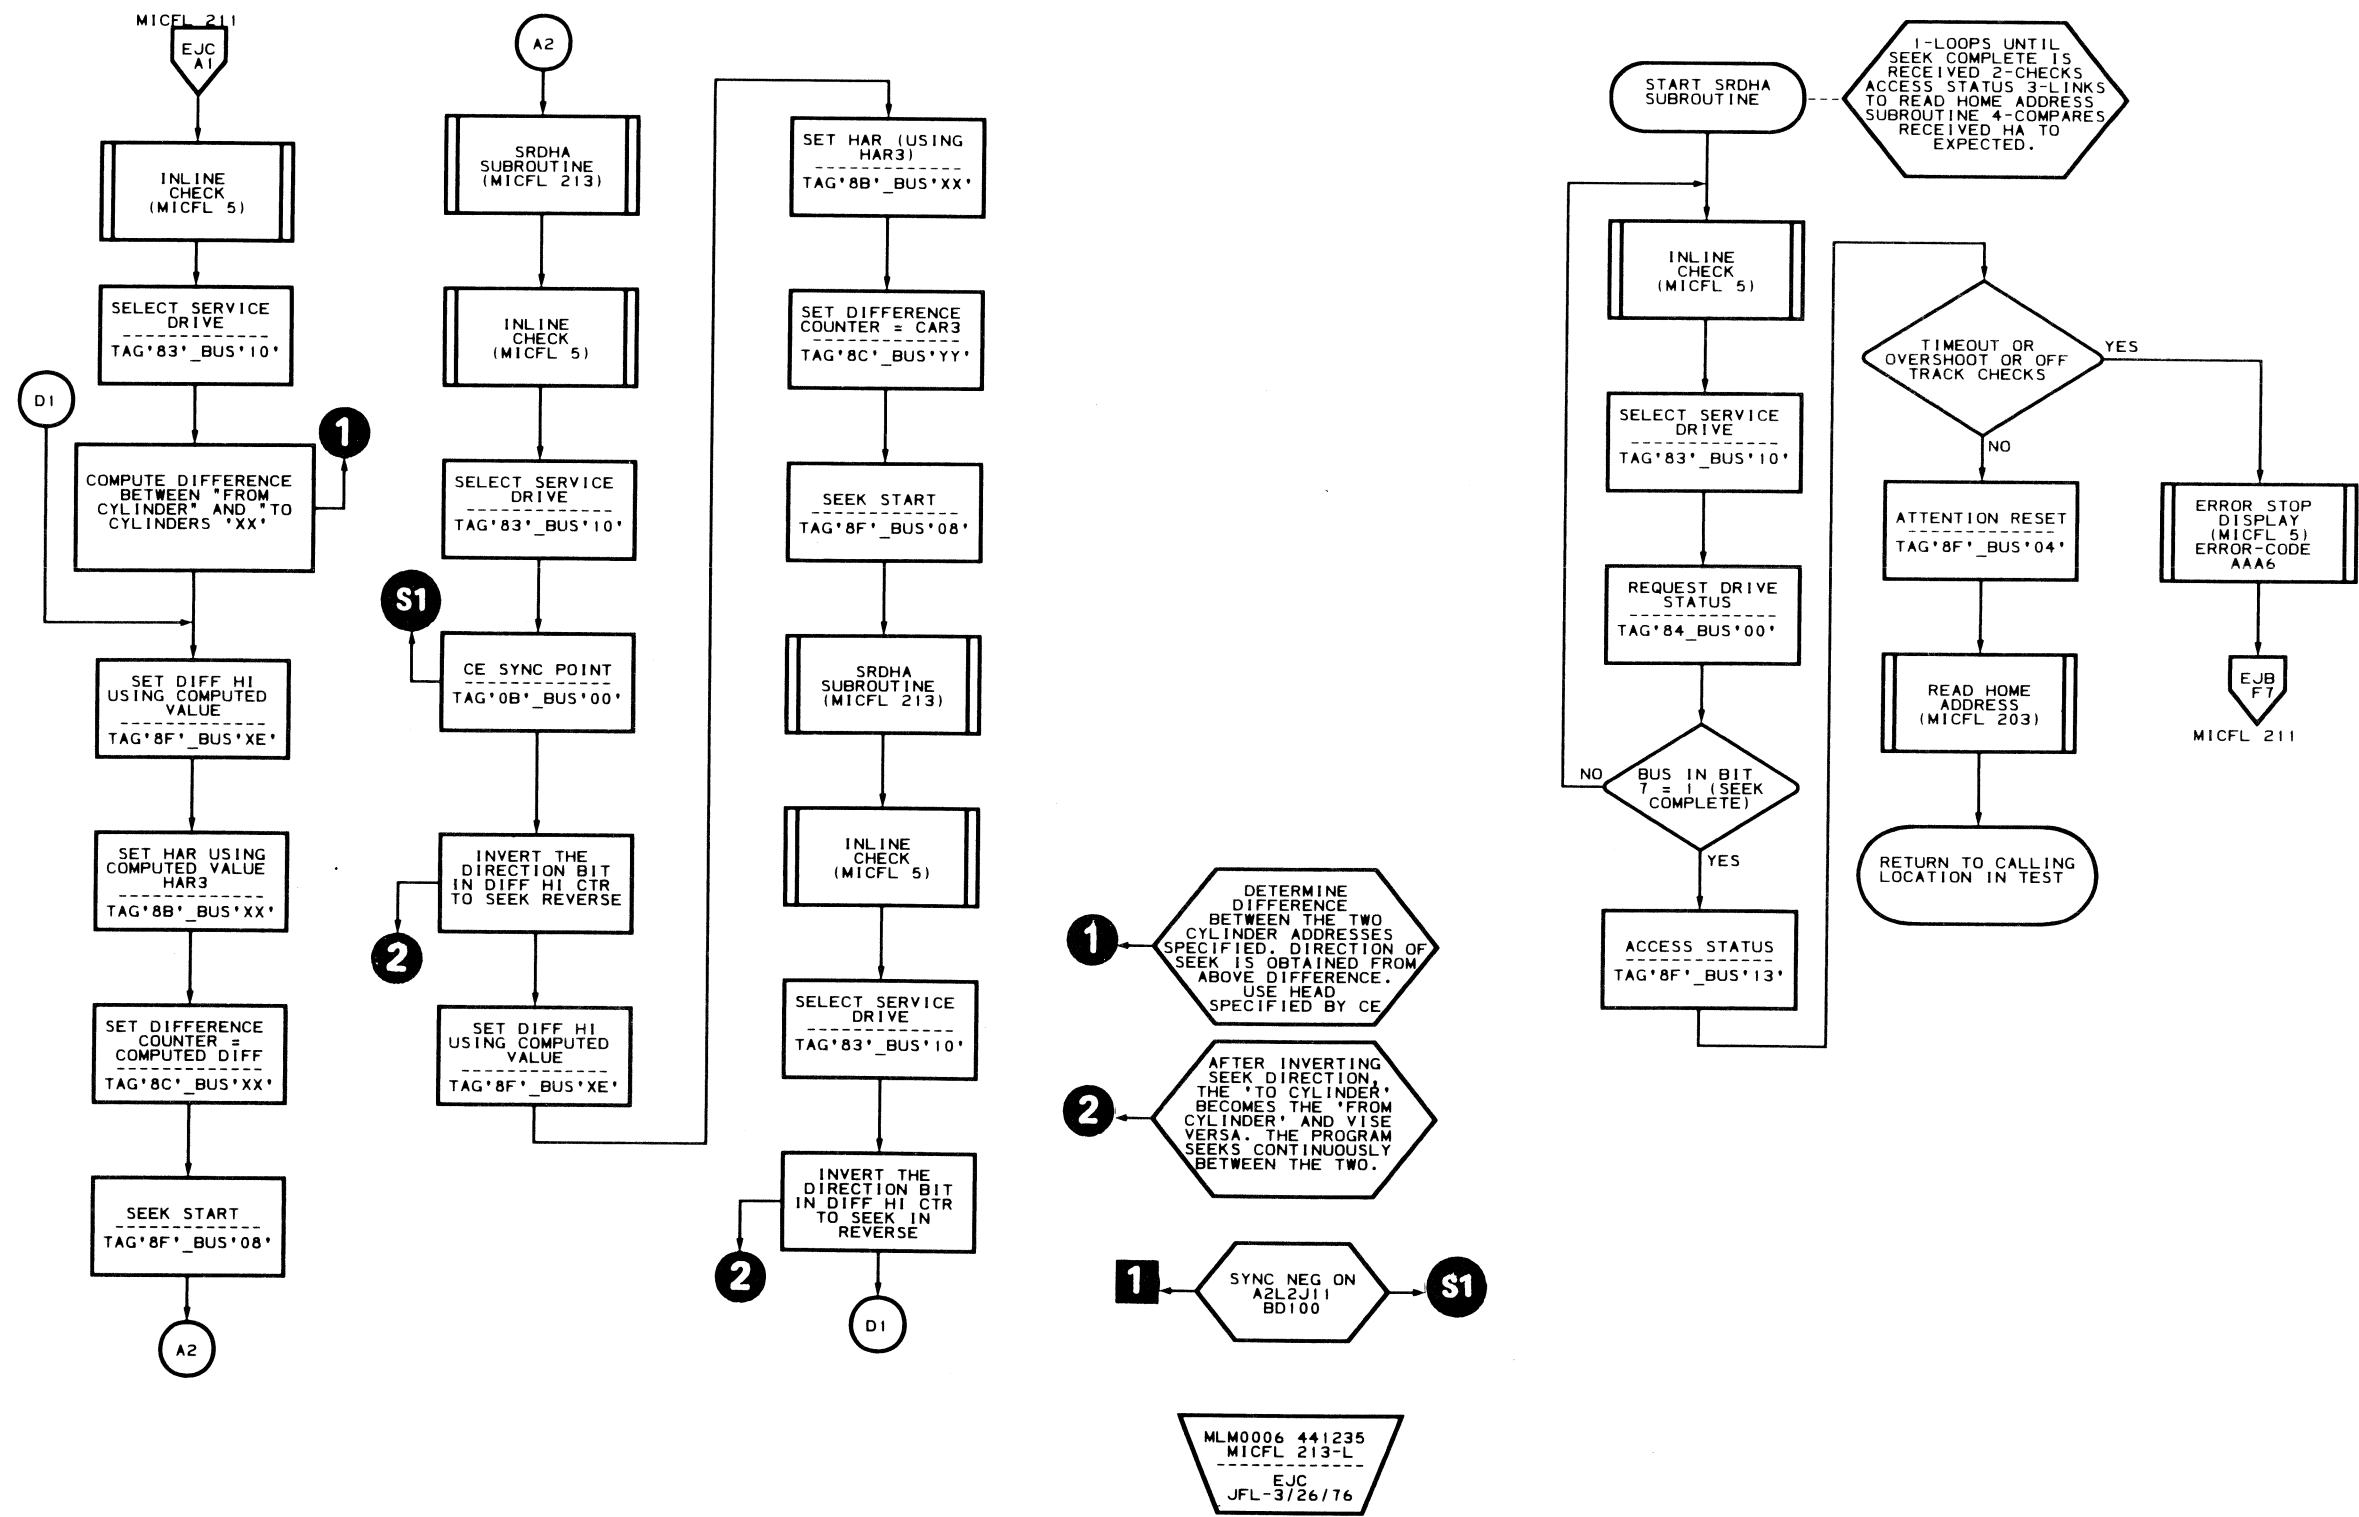 MICFL 211
EJC
A1
INLINE
CHECK
(MICFL 5)
SELECT SERVICE
DRIVE
TAG'83'_BUS'10'
D1
1
COMPUTE DIFFERENCE
BETWEEN "FROM
CYLINDER" AND "TO
CYLINDERS 'XX'
SET DIFF HI
USING COMPUTED
VALUE
TAG'8F'_BUS'XE'
SET HAR USING
COMPUTED VALUE
HAR3
TAG'8B'_BUS'XX'
SET DIFFERENCE
COUNTER =
COMPUTED DIFF
TAG'8C'_BUS'XX'
SEEK START
TAG'8F'_BUS'08'
A2
A2
SRDHA
SUBROUTINE
(MICFL 213)
INLINE
CHECK
(MICFL 5)
SELECT SERVICE
DRIVE
TAG'83'_BUS'10'
S1
CE SYNC POINT
TAG'0B'_BUS'00'
INVERT THE
DIRECTION BIT
IN DIFF HI CTR
TO SEEK REVERSE
2
SET DIFF HI
USING COMPUTED
VALUE
TAG'8F'_BUS'XE'
SET HAR (USING
HAR3)
TAG'8B'_BUS'XX'
SET DIFFERENCE
COUNTER = CAR3
TAG'8C'_BUS'YY'
SEEK START
TAG'8F'_BUS'08'
SRDHA
SUBROUTINE
(MICFL 213)
INLINE
CHECK
(MICFL 5)
SELECT SERVICE
DRIVE
TAG'83'_BUS'10'
INVERT THE
DIRECTION BIT
IN DIFF HI CTR
TO SEEK IN
REVERSE
2
D1
1
DETERMINE
DIFFERENCE
BETWEEN THE TWO
CYLINDER ADDRESSES
SPECIFIED. DIRECTION OF
SEEK IS OBTAINED FROM
ABOVE DIFFERENCE.
USE HEAD
SPECIFIED BY CE
2
AFTER INVERTING
SEEK DIRECTION,
THE 'TO CYLINDER'
BECOMES THE 'FROM
CYLINDER' AND VISE
VERSA. THE PROGRAM
SEEKS CONTINUOUSLY
BETWEEN THE TWO.
1
SYNC NEG ON
A2L2J11
BD100
S1
MLM0006 441235
MICFL 213-L
EJC
JFL-3/26/76
START SRDHA
SUBROUTINE
1-LOOPS UNTIL
SEEK COMPLETE IS
RECEIVED 2-CHECKS
ACCESS STATUS 3-LINKS
TO READ HOME ADDRESS
SUBROUTINE 4-COMPARES
RECEIVED HA TO
EXPECTED.
INLINE
CHECK
(MICFL 5)
SELECT SERVICE
DRIVE
TAG'83'_BUS'10'
REQUEST DRIVE
STATUS
TAG'84_BUS'00'
NO
BUS IN BIT
7 = 1 (SEEK
COMPLETE)
YES
ACCESS STATUS
TAG'8F'_BUS'13'
TIMEOUT OR
OVERSHOOT OR OFF
TRACK CHECKS
YES
NO
ATTENTION RESET
TAG'8F'_BUS'04'
READ HOME
ADDRESS
(MICFL 203)
RETURN TO CALLING
LOCATION IN TEST
ERROR STOP
DISPLAY
(MICFL 5)
ERROR-CODE
AAA6
EJB
F7
MICFL 211